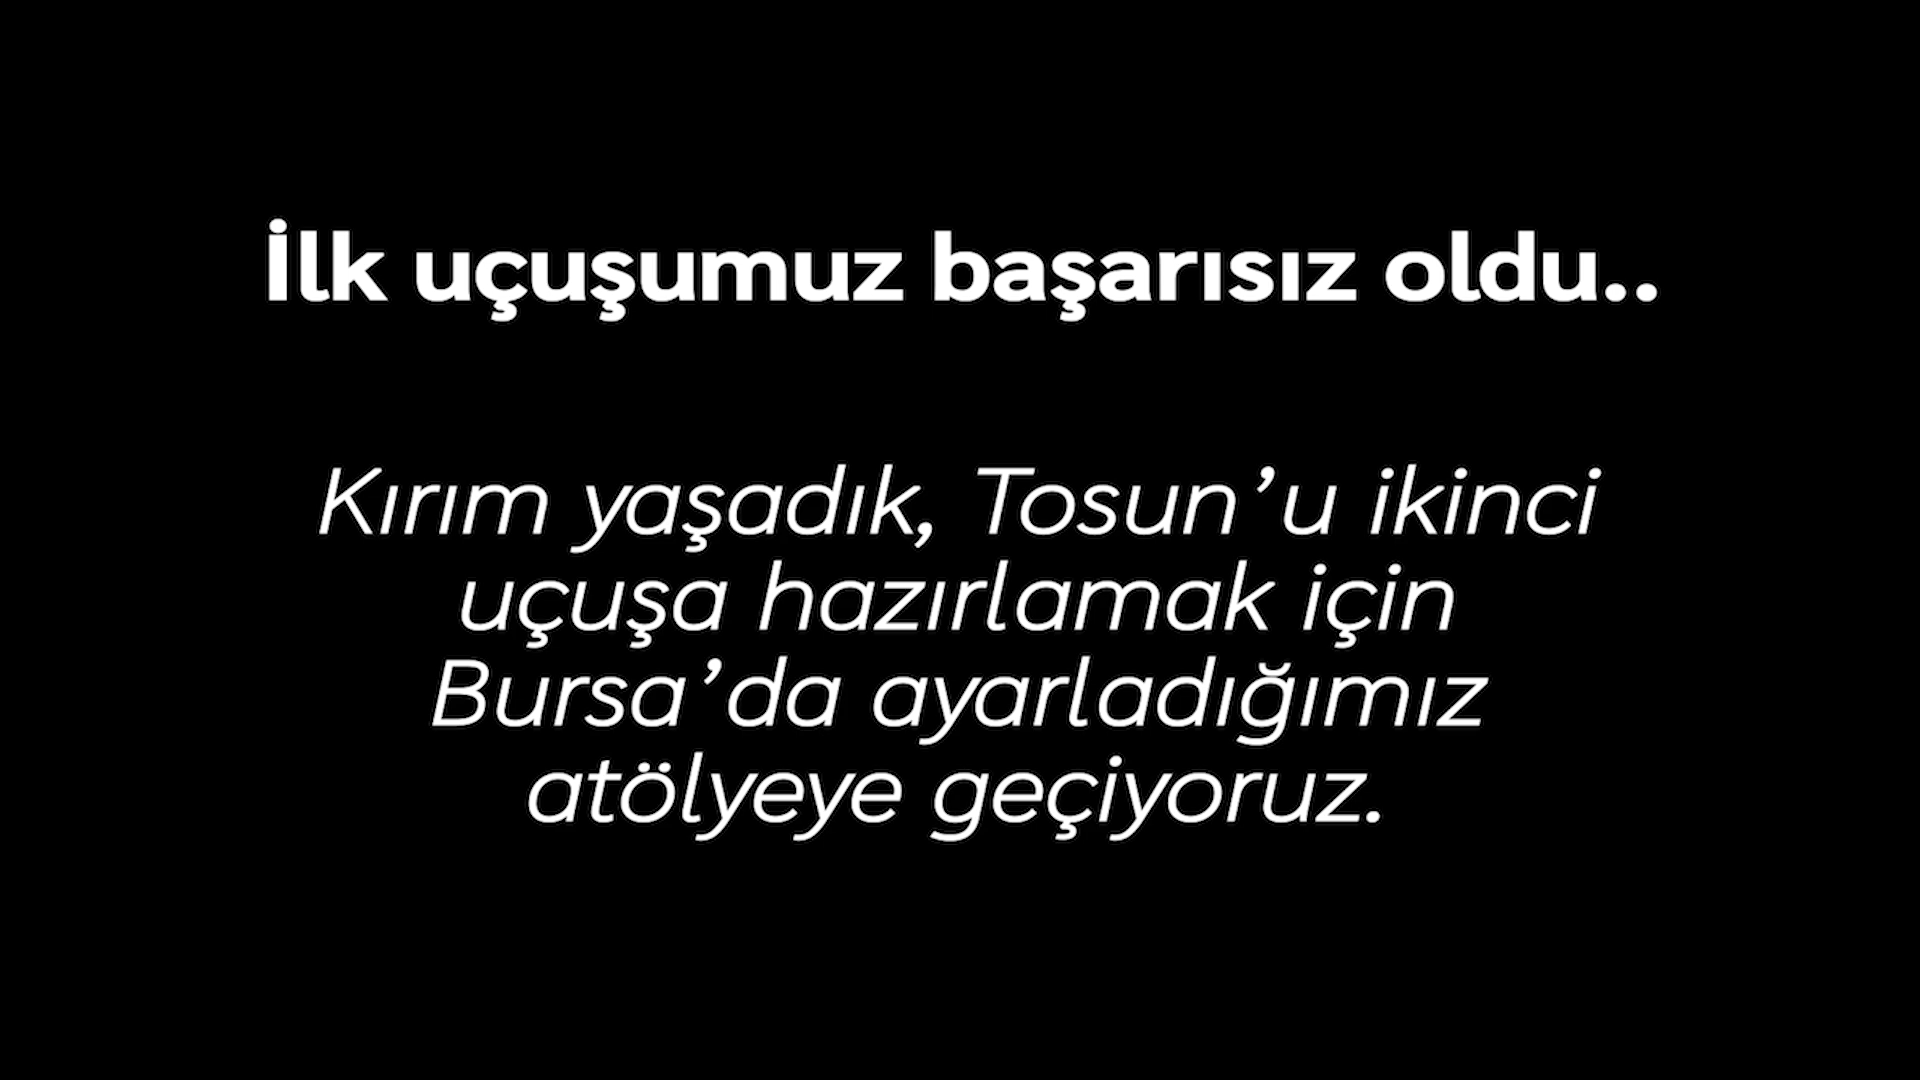 İlk uçuşumuz başarısız oldu..
Kırım yaşadık, Tosun’u ikinci
uçuşa hazırlamak için
Bursa’da ayarladığımız
atölyeye geçiyoruz.